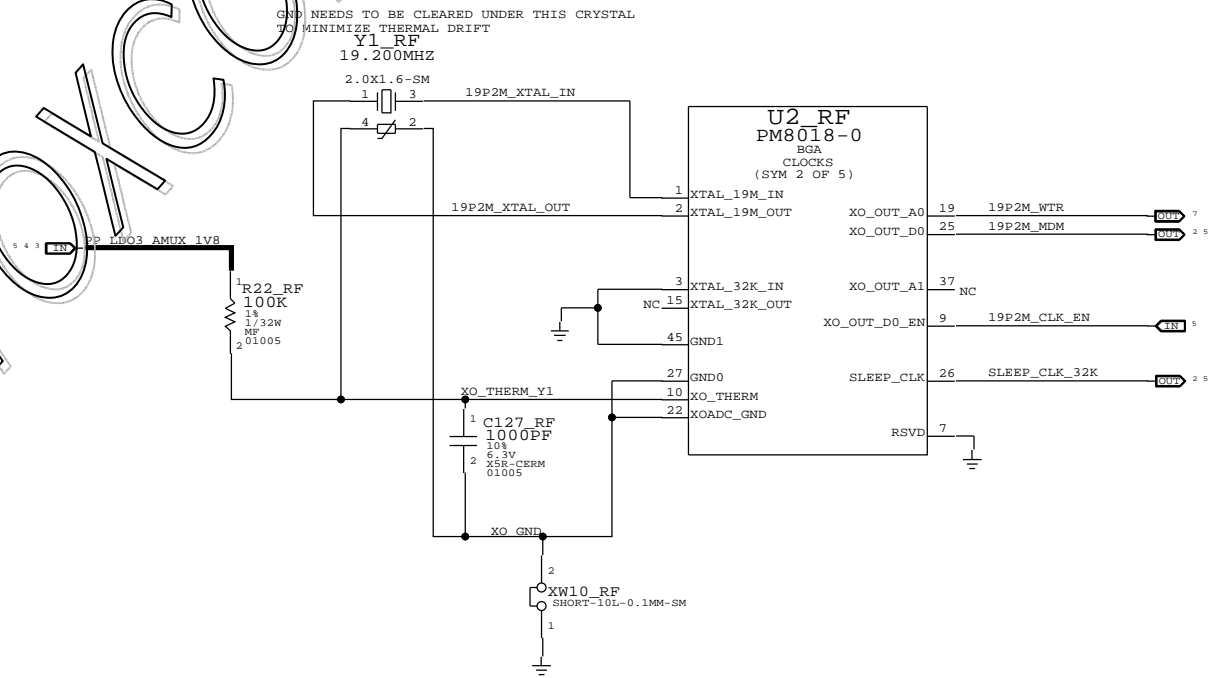 GND NEEDS TO BE CLEARED UNDER THIS CRYSTAL
TO MINIMIZE THERMAL DRIFT
Y1_RF
19.200MHZ
2.0X1.6-SM
1 3
4 2
19P2M_XTAL_IN
19P2M_XTAL_OUT
U2_RF
PM8018-0
BGA
CLOCKS
(SYM 2 OF 5)
1 XTAL_19M_IN
2 XTAL_19M_OUT
3 XTAL_32K_IN
NC 15 XTAL_32K_OUT
45 GND1
27 GND0
10 XO_THERM
22 XOADC_GND
XO_OUT_A0 19 19P2M_WTR OUT 7
XO_OUT_D0 25 19P2M_MDM OUT 2 5
XO_OUT_A1 37 NC
XO_OUT_D0_EN 9 19P2M_CLK_EN IN 5
SLEEP_CLK 26 SLEEP_CLK_32K OUT 2 5
RSVD 7
5 4 3 IN PP_LDO3_AMUX_1V8
1
R22_RF
100K
1%
1/32W
MF
01005
2
XO_THERM_Y1
1
C127_RF
1000PF
10%
6.3V
X5R-CERM
01005
2
XO_GND
2
XW10_RF
SHORT-10L-0.1MM-SM
1
OXCO